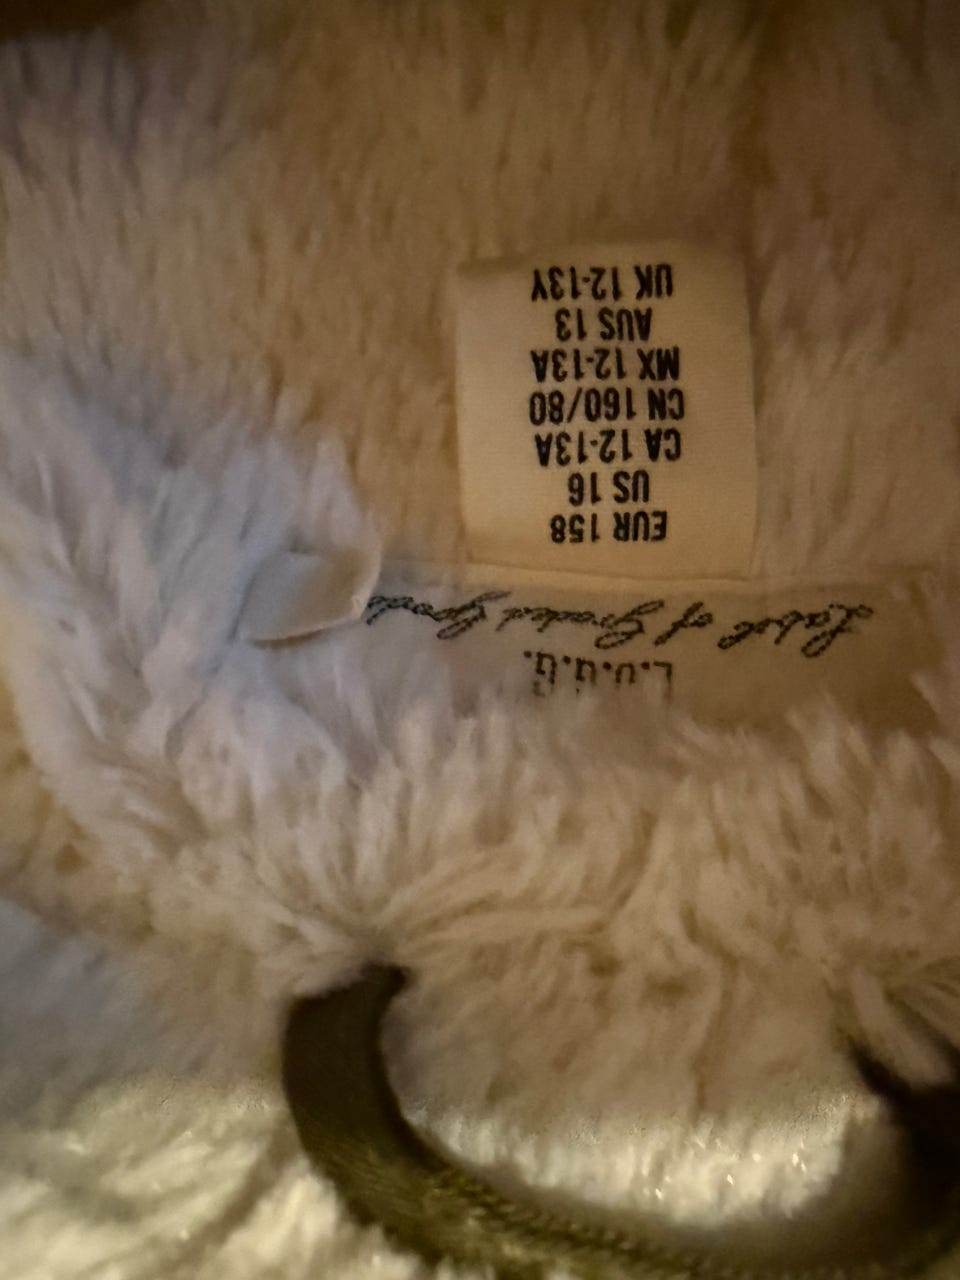 L.O.G.G.
Label of Graded Goods
EUR 158
US 16
CA 12-13A
CN 160/80
MX 12-13A
AUS 13
UK 12-13Y